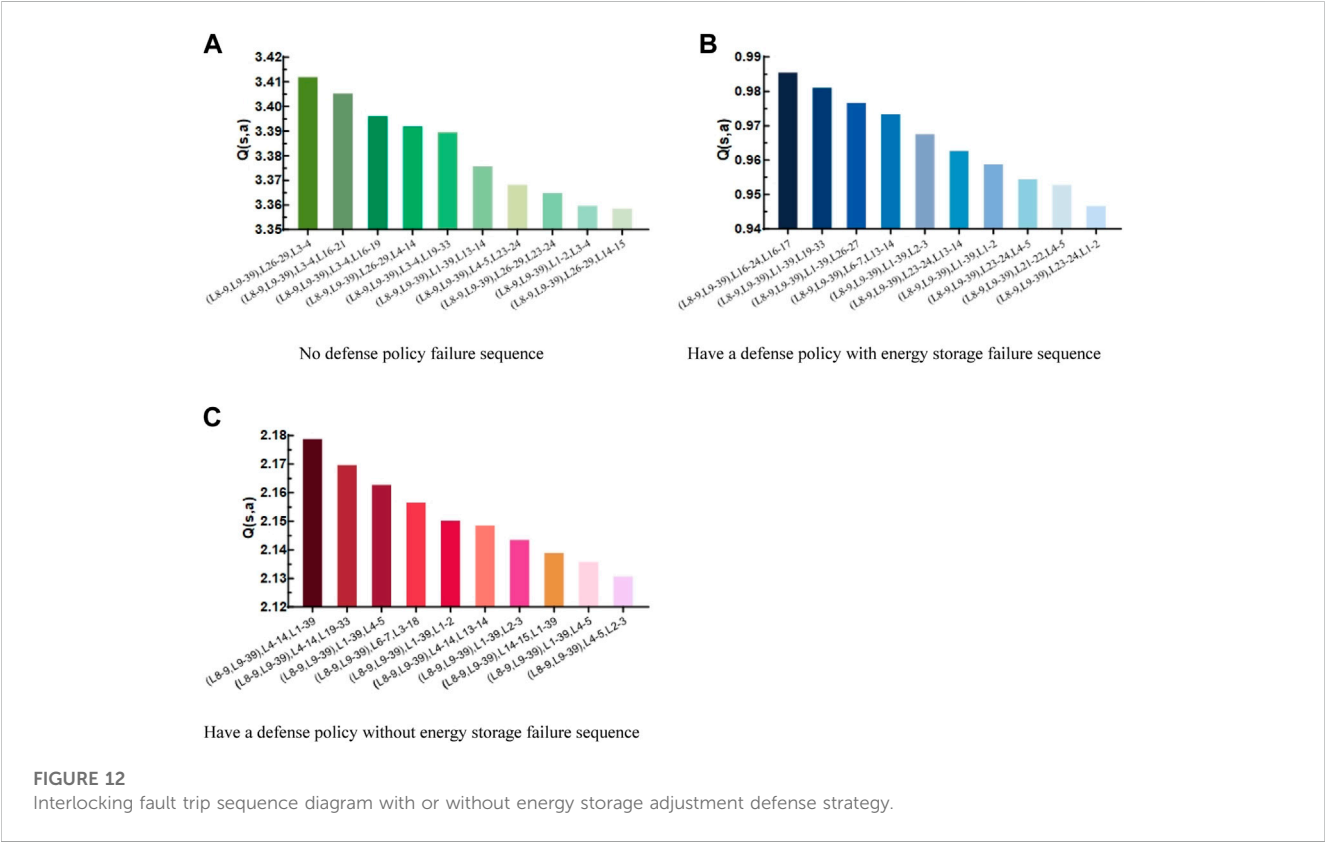 A
3.42
3.41
3.40
3.39
3.38
3.37
3.36
3.35
Q(s,a)
(L8-9,L9-39),L26-29,L3-4
(L8-9,L9-39),L3-4,L16-21
(L8-9,L9-39),L3-4,L16-19
(L8-9,L9-39),L26-29,L4-14
(L8-9,L9-39),L3-4,L19-33
(L8-9,L9-39),L1-39,L13-14
(L8-9,L9-39),L4-5,L23-24
(L8-9,L9-39),L26-29,L23-24
(L8-9,L9-39),L1-2,L3-4
(L8-9,L9-39),L26-29,L14-15
No defense policy failure sequence
B
0.99
0.98
0.97
0.96
0.95
0.94
Q(s,a)
(L8-9,L9-39),L16-24,L16-17
(L8-9,L9-39),L1-39,L19-33
(L8-9,L9-39),L1-39,L26-27
(L8-9,L9-39),L6-7,L13-14
(L8-9,L9-39),L1-39,L2-3
(L8-9,L9-39),L23-24,L13-14
(L8-9,L9-39),L1-39,L1-2
(L8-9,L9-39),L23-24,L4-5
(L8-9,L9-39),L21-22,L4-5
(L8-9,L9-39),L23-24,L1-2
Have a defense policy with energy storage failure sequence
C
2.18
2.17
2.16
2.15
2.14
2.13
2.12
Q(s,a)
(L8-9,L9-39),L4-14,L1-39
(L8-9,L9-39),L4-14,L19-33
(L8-9,L9-39),L1-39,L4-5
(L8-9,L9-39),L6-7,L3-18
(L8-9,L9-39),L1-39,L1-2
(L8-9,L9-39),L4-14,L13-14
(L8-9,L9-39),L1-39,L2-3
(L8-9,L9-39),L14-15,L1-39
(L8-9,L9-39),L1-39,L4-5
(L8-9,L9-39),L4-5,L2-3
Have a defense policy without energy storage failure sequence
FIGURE 12
Interlocking fault trip sequence diagram with or without energy storage adjustment defense strategy.